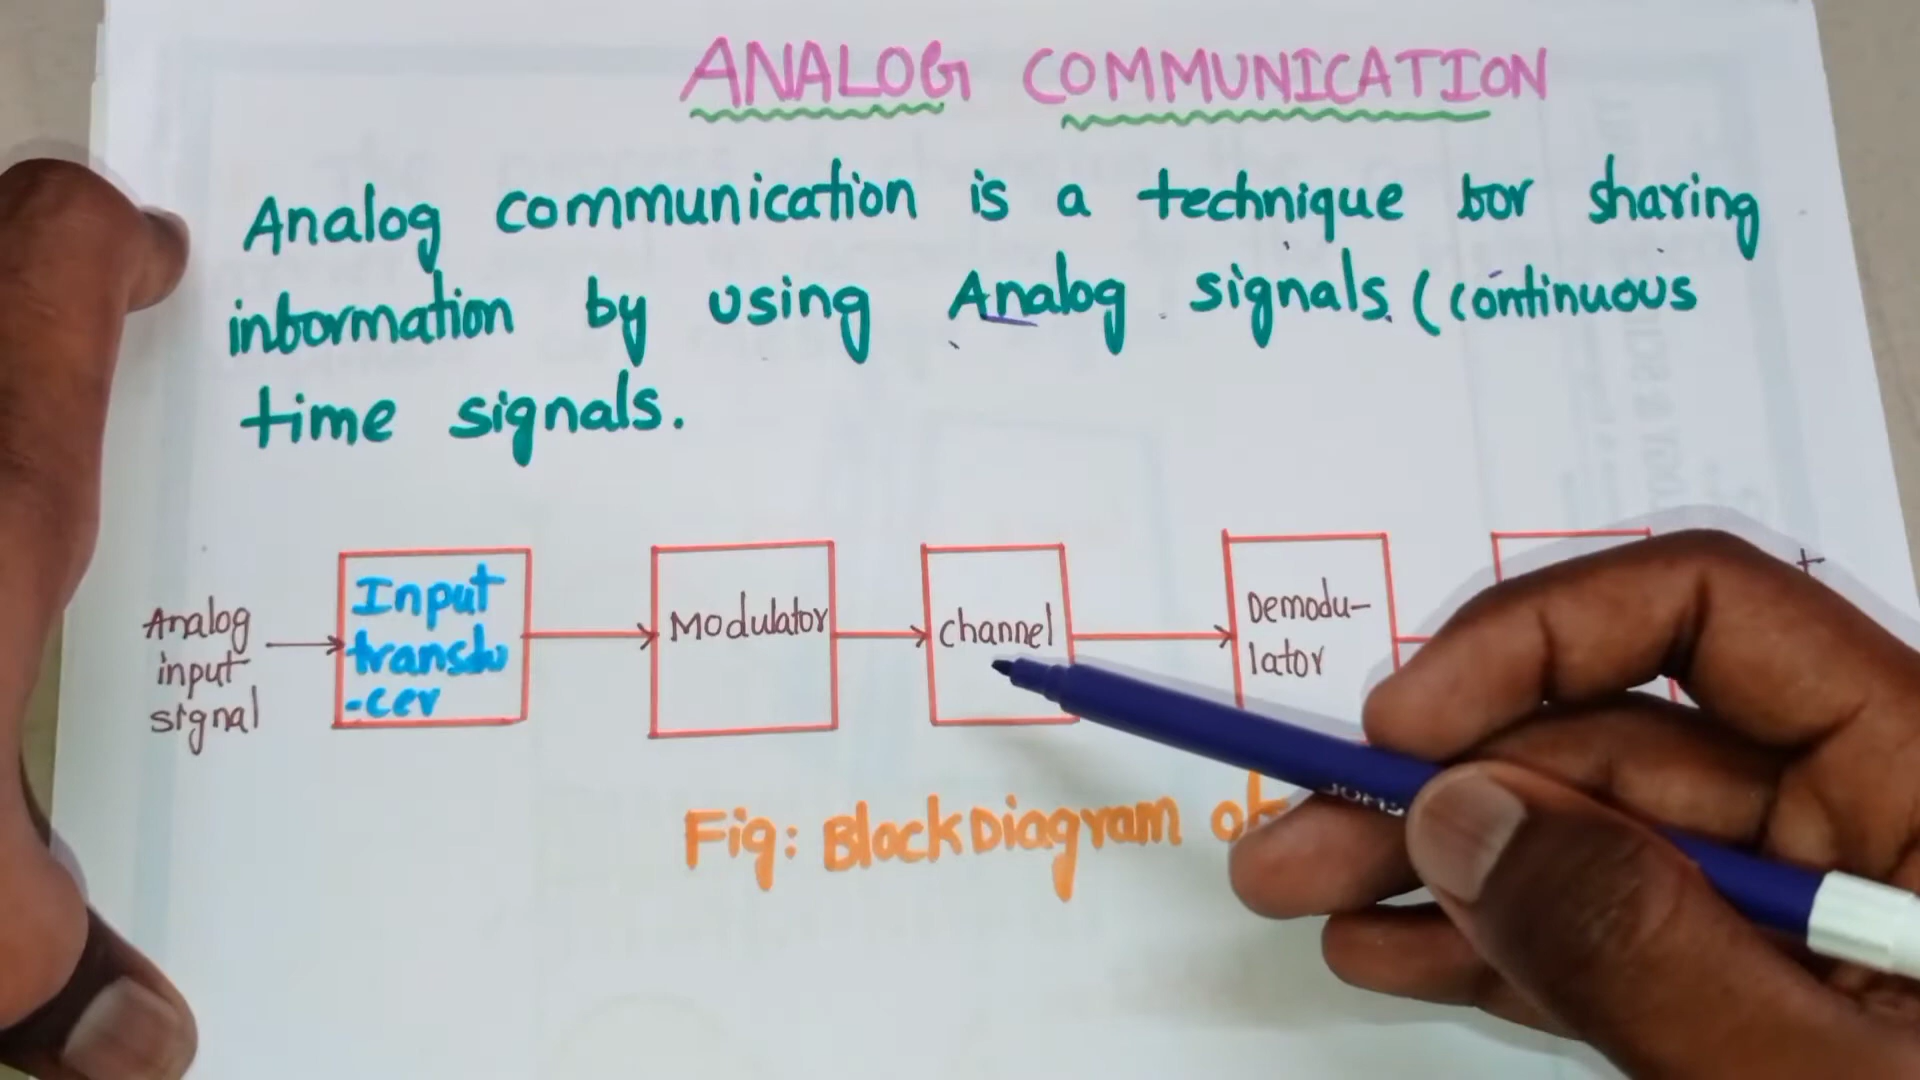 ANALOG COMMUNICATION
Analog communication is a technique for sharing
information by using Analog signals (continuous
time signals.
Analog
input
signal
Input
transdu
-cer
Modulator
channel
Demodu-
lator
Fig: Block Diagram of